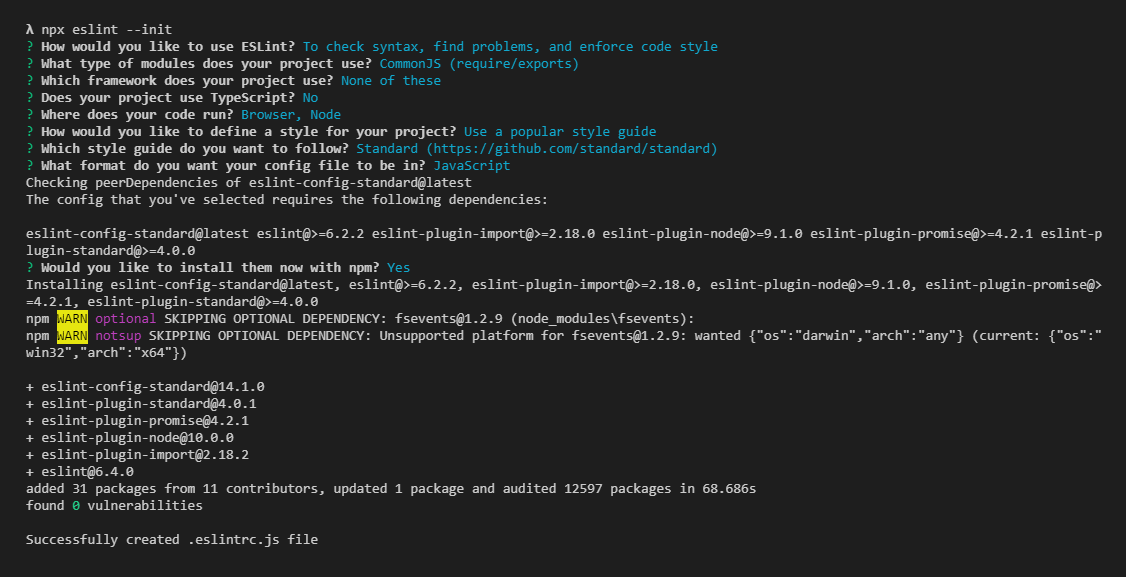 λ npx eslint --init
? How would you like to use ESLint? To check syntax, find problems, and enforce code style
? What type of modules does your project use? CommonJS (require/exports)
? Which framework does your project use? None of these
? Does your project use TypeScript? No
? Where does your code run? Browser, Node
? How would you like to define a style for your project? Use a popular style guide
? Which style guide do you want to follow? Standard (https://github.com/standard/standard)
? What format do you want your config file to be in? JavaScript
Checking peerDependencies of eslint-config-standard@latest
The config that you've selected requires the following dependencies:

eslint-config-standard@latest eslint@>=6.2.2 eslint-plugin-import@>=2.18.0 eslint-plugin-node@>=9.1.0 eslint-plugin-promise@>=4.2.1 eslint-p
lugin-standard@>=4.0.0
? Would you like to install them now with npm? Yes
Installing eslint-config-standard@latest, eslint@>=6.2.2, eslint-plugin-import@>=2.18.0, eslint-plugin-node@>=9.1.0, eslint-plugin-promise@>
=4.2.1, eslint-plugin-standard@>=4.0.0
npm WARN optional SKIPPING OPTIONAL DEPENDENCY: fsevents@1.2.9 (node_modules\fsevents):
npm WARN notsup SKIPPING OPTIONAL DEPENDENCY: Unsupported platform for fsevents@1.2.9: wanted {"os":"darwin","arch":"any"} (current: {"os":"
win32","arch":"x64"})

+ eslint-config-standard@14.1.0
+ eslint-plugin-standard@4.0.1
+ eslint-plugin-promise@4.2.1
+ eslint-plugin-node@10.0.0
+ eslint-plugin-import@2.18.2
+ eslint@6.4.0
added 31 packages from 11 contributors, updated 1 package and audited 12597 packages in 68.686s
found 0 vulnerabilities

Successfully created .eslintrc.js file